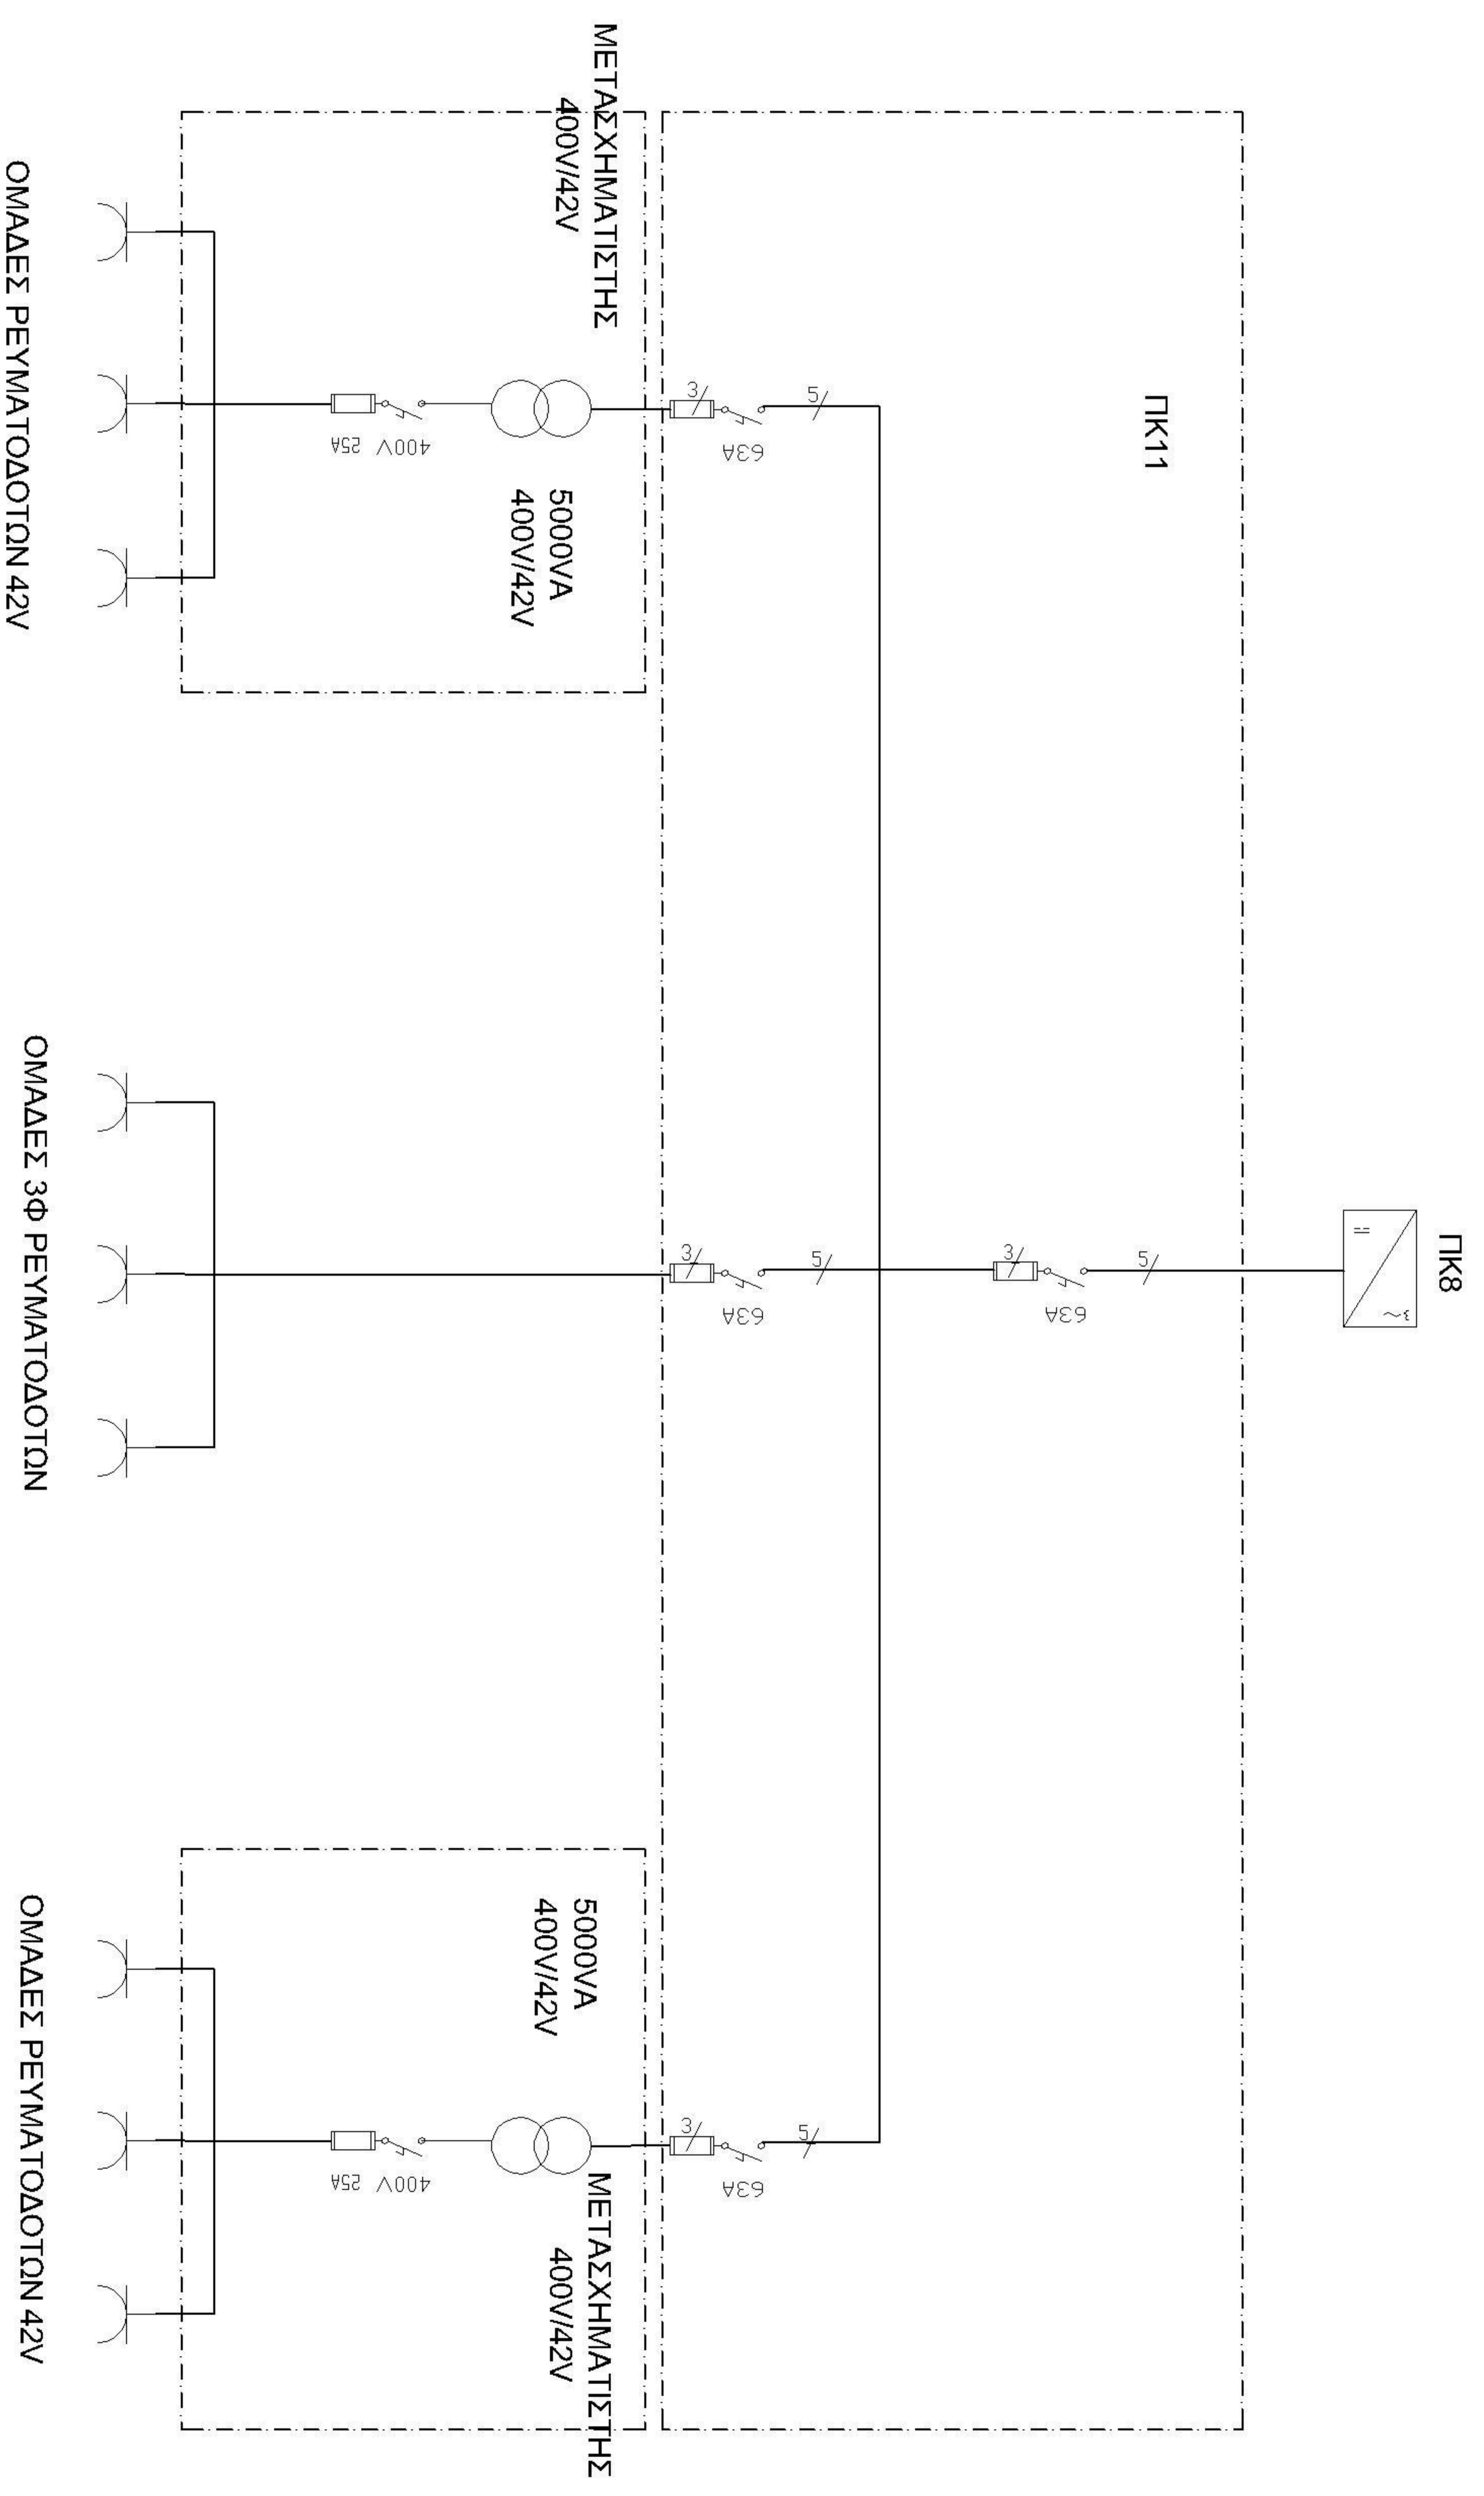 ΠΚ8
3~
=
5
3
63A
ΠΚ11
5
3
63A
5
3
63A
5
3
63A
ΜΕΤΑΣΧΗΜΑΤΙΣΤΗΣ
400V/42V
5000VA
400V/42V
400V 25A
5000VA
400V/42V
ΜΕΤΑΣΧΗΜΑΤΙΣΤΗΣ
400V/42V
400V 25A
ΟΜΑΔΕΣ ΡΕΥΜΑΤΟΔΟΤΩΝ 42V
ΟΜΑΔΕΣ 3Φ ΡΕΥΜΑΤΟΔΟΤΩΝ
ΟΜΑΔΕΣ ΡΕΥΜΑΤΟΔΟΤΩΝ 42V